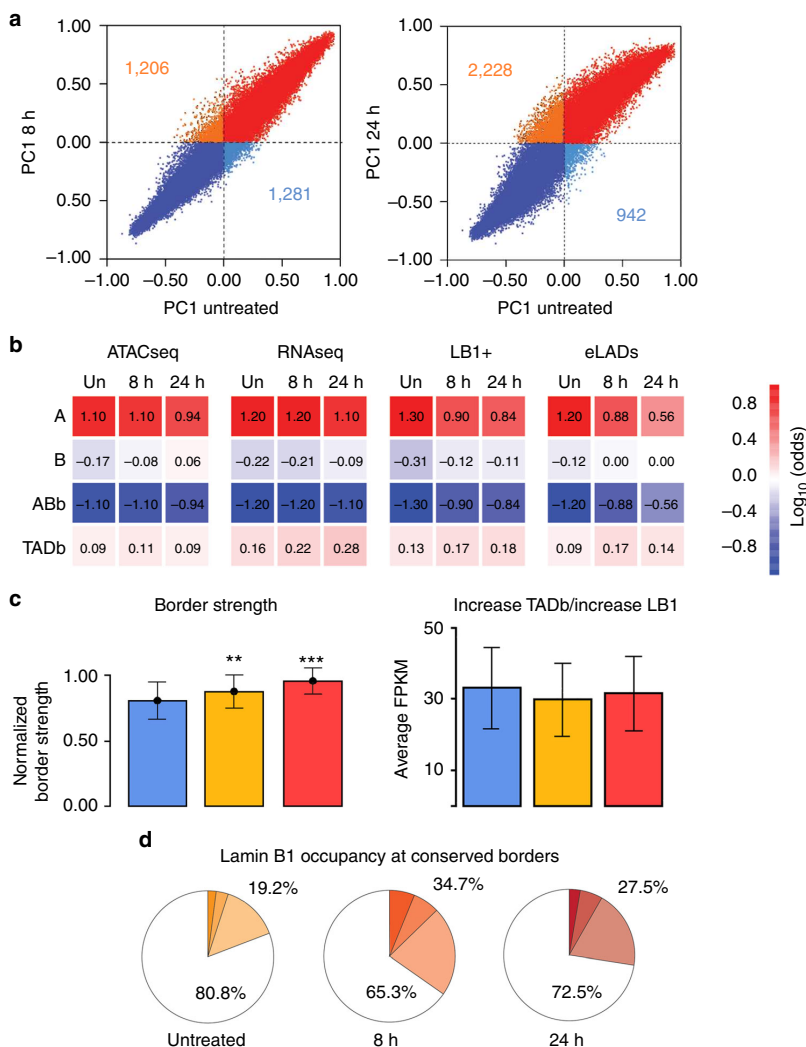 a
1.00
0.50
0.00
0.50
−1.00
PC1 8 h
1,206
1,281
−1.00
−0.50
0.00
0.50
1.00
PC1 untreated
1.00
0.50
0.00
−0.50
−1.00
PC1 24 h
2,228
942
−1.00
−0.50
0.00
0.50
1.00
PC1 untreated
b
ATACseq RNAseq LB1+ eLADs
Un 8 h 24 h Un 8 h 24 h Un 8 h 24 h Un 8 h 24 h
A 1.10 1.10 0.94 1.20 1.20 1.10 1.30 0.90 0.84 1.20 0.88 0.56
B −0.17 −0.08 0.06 −0.22 −0.21 −0.09 −0.31 −0.12 −0.11 −0.12 0.00 0.00
ABb −1.10 −1.10 −0.94 −1.20 −1.20 −1.10 −1.30 −0.90 −0.84 −1.20 −0.88 −0.56
TADb 0.09 0.11 0.09 0.16 0.22 0.28 0.13 0.17 0.18 0.09 0.17 0.14
0.8
0.4
0.0
−0.4
−0.8
Log10 (odds)
c
Border strength
Normalized
border strength
1.00
0.50
0.00
**
***
Increase TADb/increase LB1
Average FPKM
50
30
10
d
Lamin B1 occupancy at conserved borders
19.2%
80.8%
Untreated
34.7%
65.3%
8 h
27.5%
72.5%
24 h